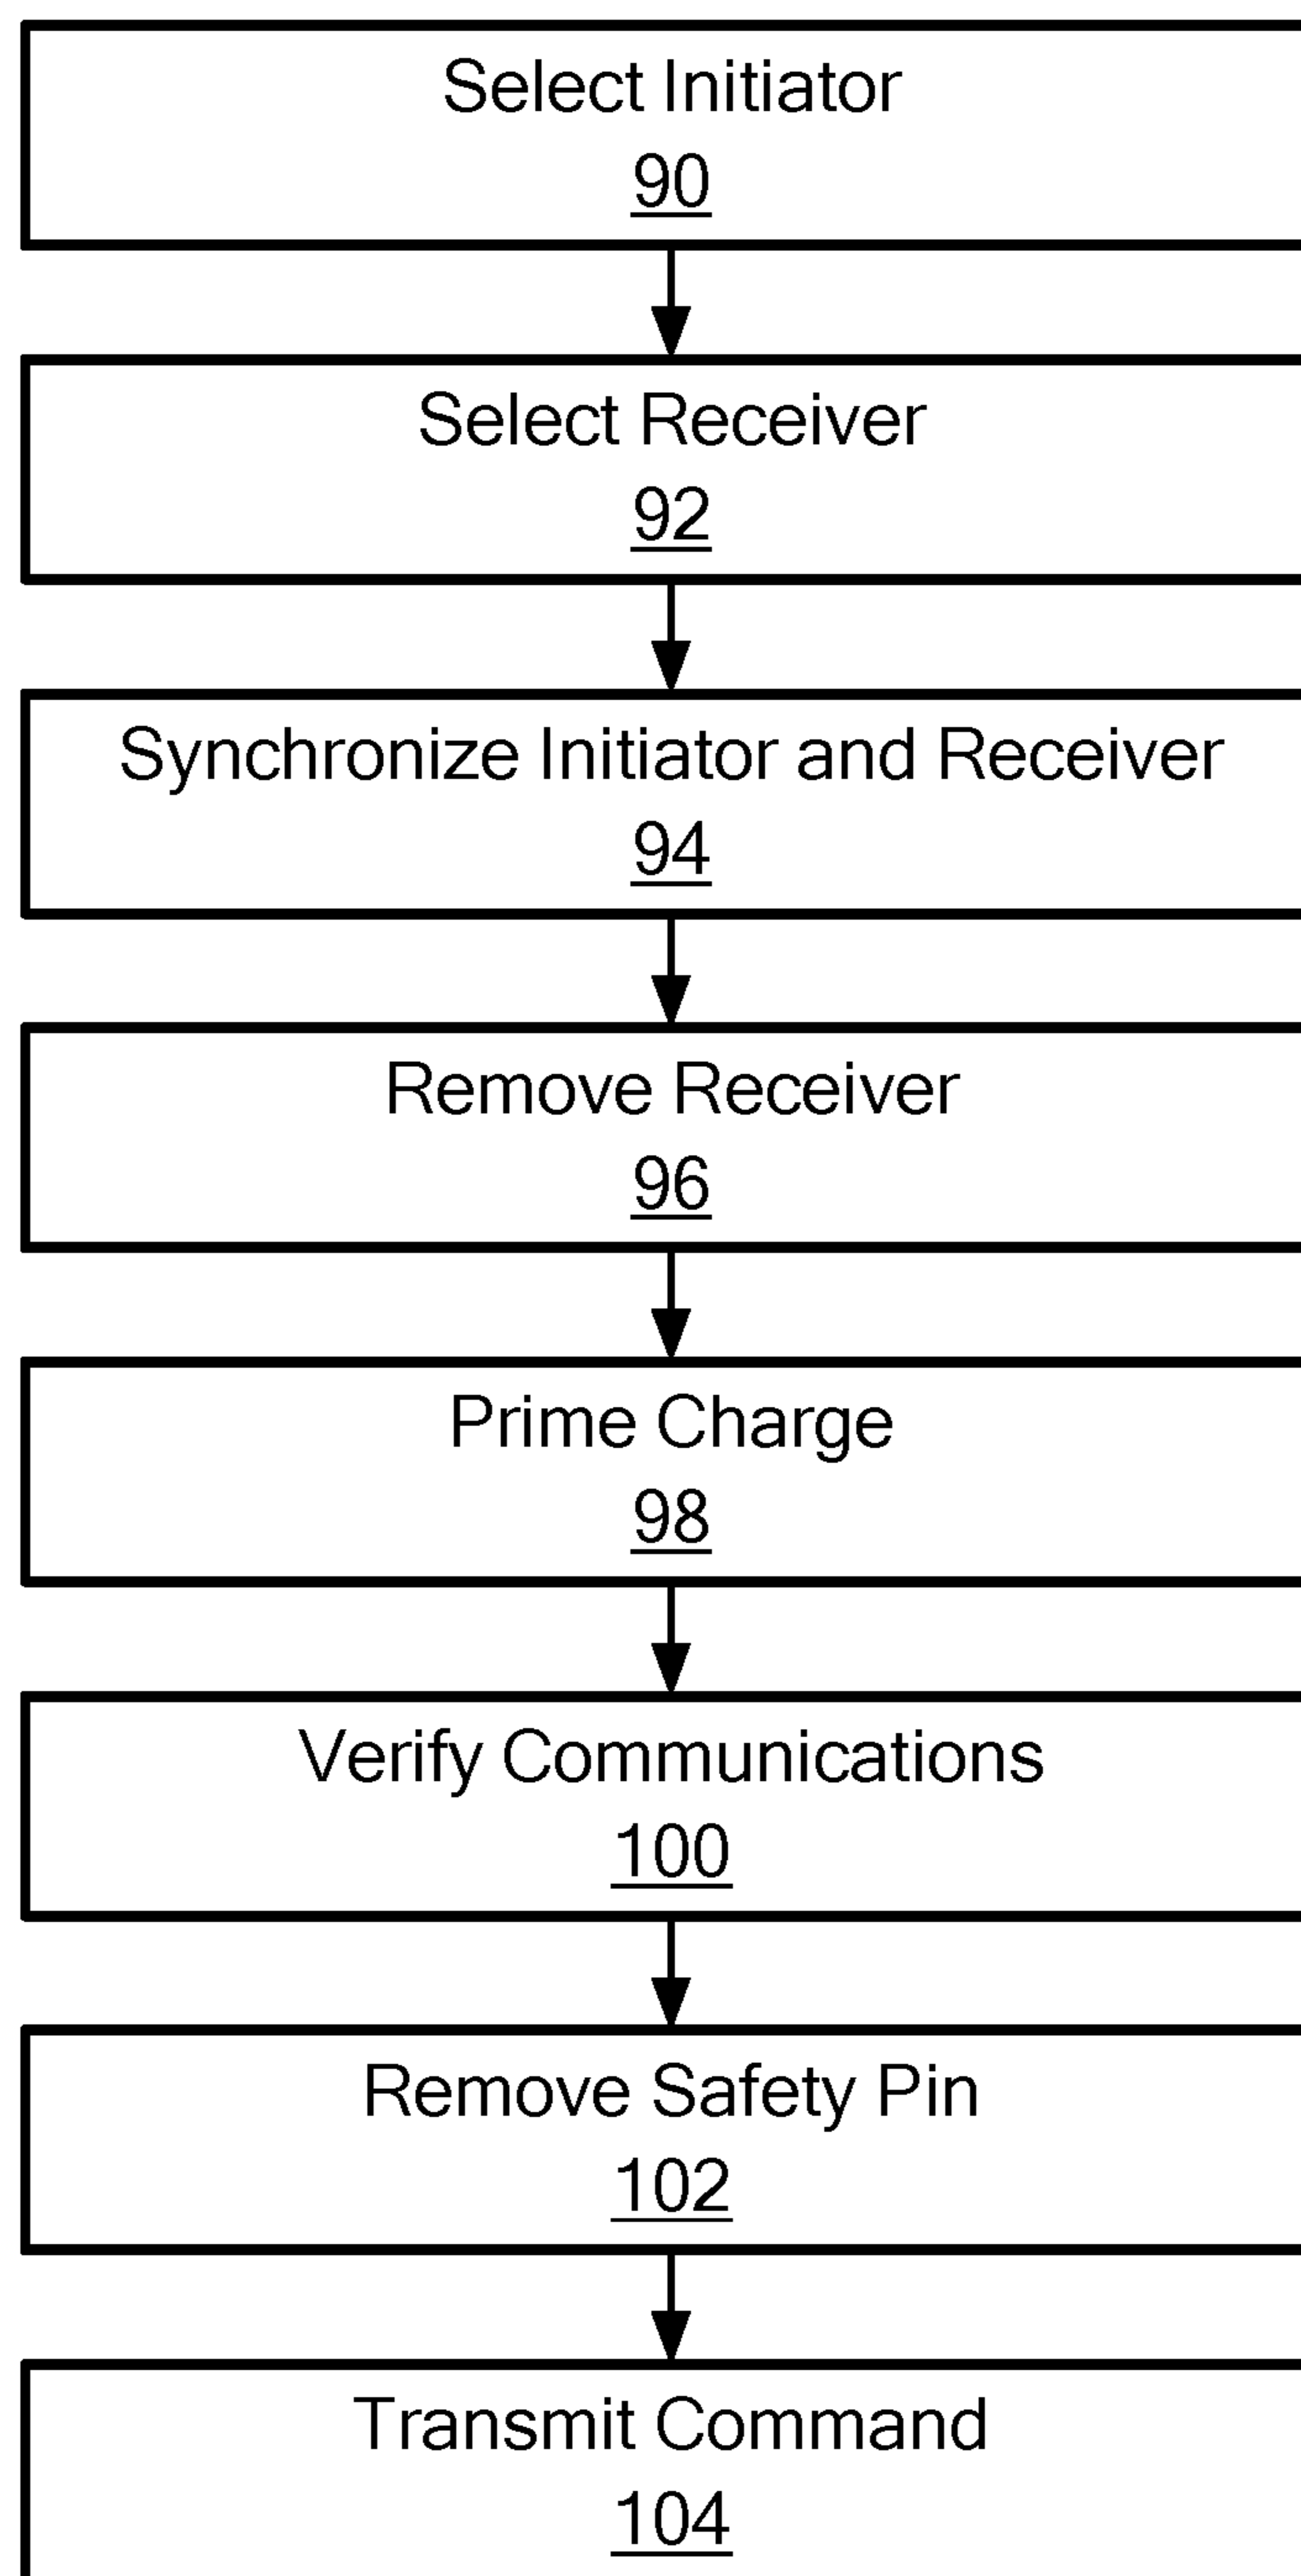 Select Initiator
90
Select Receiver
92
Synchronize Initiator and Receiver
94
Remove Receiver
96
Prime Charge
98
Verify Communications
100
Remove Safety Pin
102
Transmit Command
104